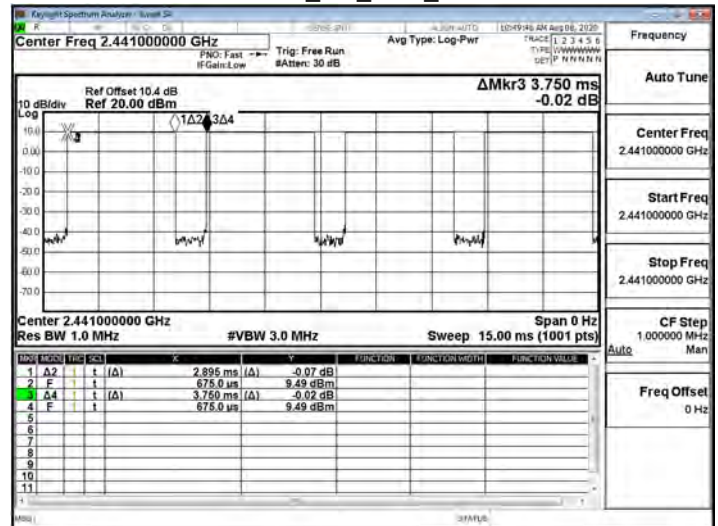 Keysight Spectrum Analyzer - Swept SA
SENSE:INT
ALIGN AUTO
10:49:46 AM Aug 08, 2020
Center Freq 2.441000000 GHz
PNO: Fast
IFGain:Low
Trig: Free Run
#Atten: 30 dB
Avg Type: Log-Pwr
TRACE 1 2 3 4 5 6
TYPE WWWWWW
DET P N N N N N
Frequency
Auto Tune
Center Freq
2.441000000 GHz
Start Freq
2.441000000 GHz
Stop Freq
2.441000000 GHz
CF Step
1.000000 MHz
Auto Man
Freq Offset
0 Hz
Ref Offset 10.4 dB
10 dB/div Ref 20.00 dBm
ΔMkr3 3.750 ms
-0.02 dB
Log
10.0
0.00
-10.0
-20.0
-30.0
-40.0
-50.0
-60.0
-70.0
1Δ2 3Δ4
Center 2.441000000 GHz Span 0 Hz
Res BW 1.0 MHz #VBW 3.0 MHz Sweep 15.00 ms (1001 pts)
MKR MODE TRC SCL X Y FUNCTION FUNCTION WIDTH FUNCTION VALUE
1 Δ2 1 t (Δ) 2.895 ms (Δ) -0.07 dB
2 F 1 t 675.0 µs 9.49 dBm
3 Δ4 1 t (Δ) 3.750 ms (Δ) -0.02 dB
4 F 1 t 675.0 µs 9.49 dBm
5
6
7
8
9
10
11
MSG
STATUS